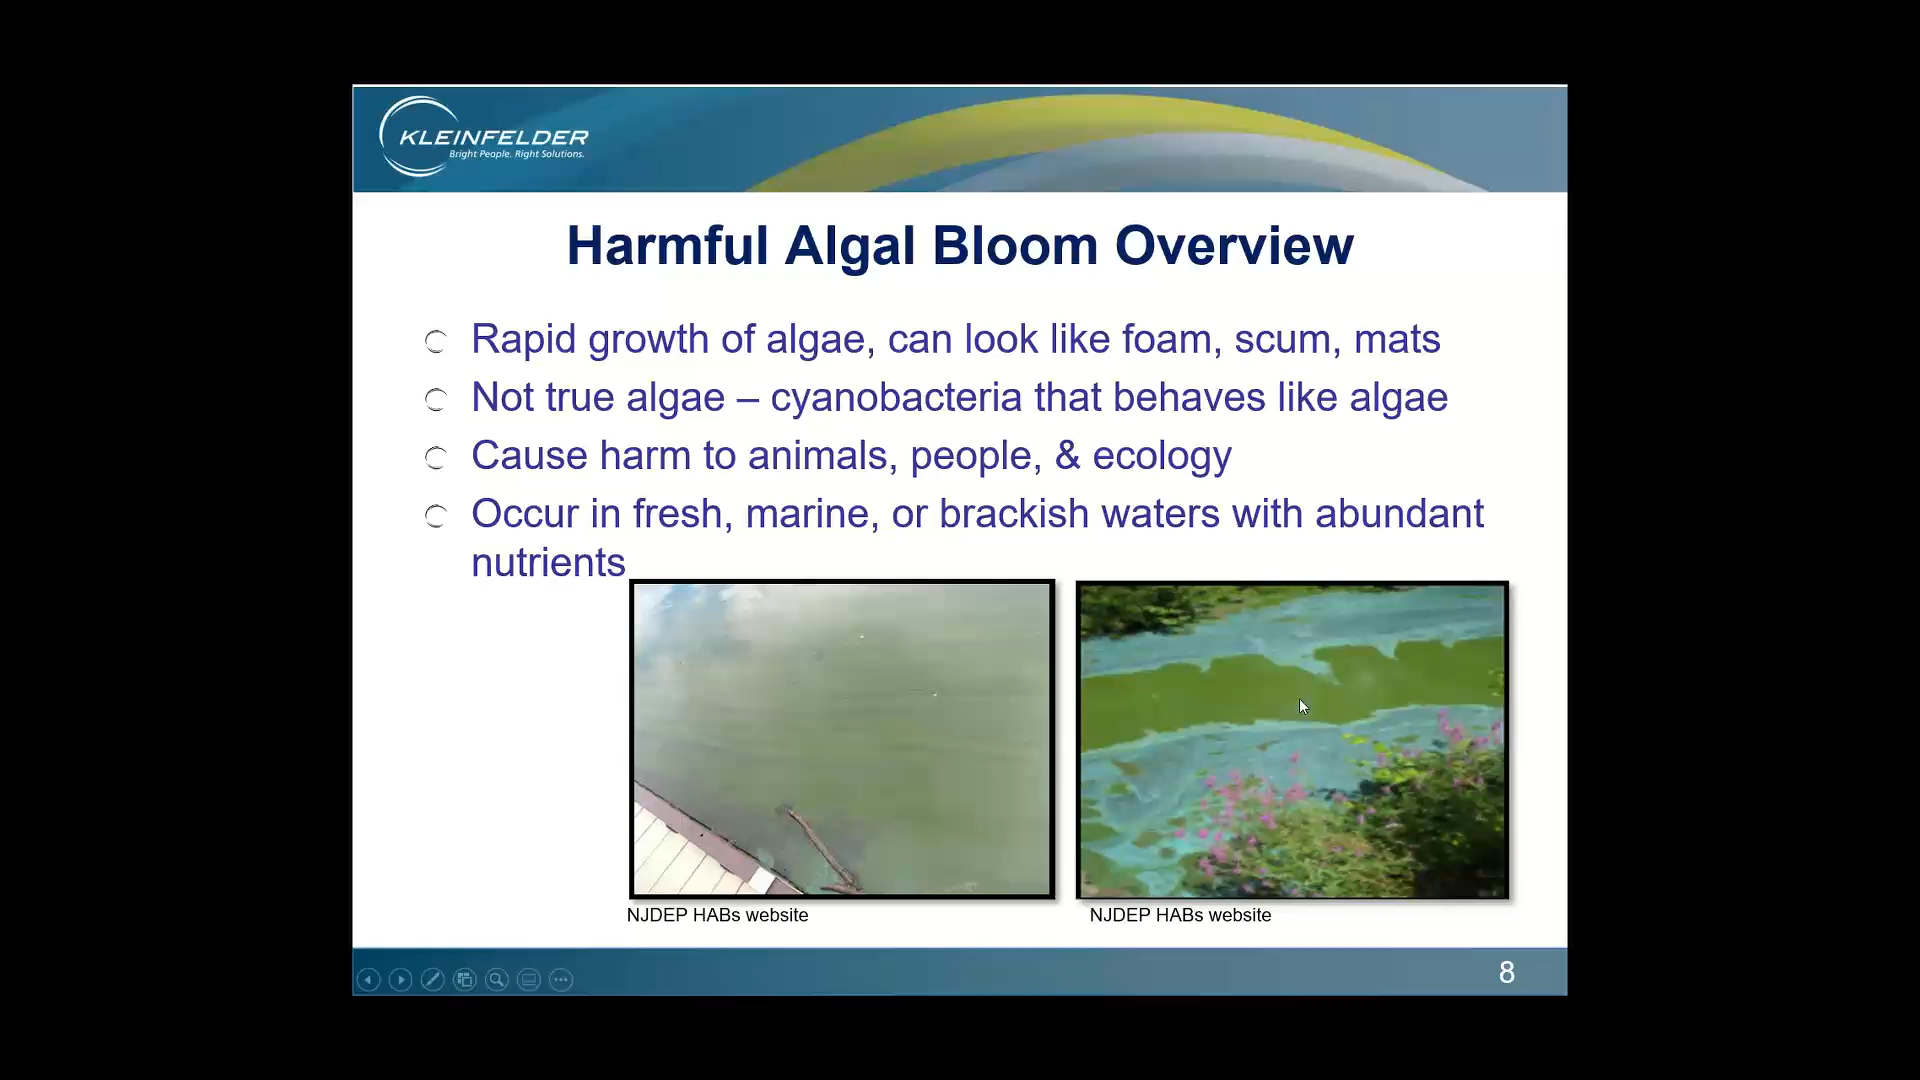 KLEINFELDER
Bright People. Right Solutions.
Harmful Algal Bloom Overview
Rapid growth of algae, can look like foam, scum, mats
Not true algae – cyanobacteria that behaves like algae
Cause harm to animals, people, & ecology
Occur in fresh, marine, or brackish waters with abundant
nutrients
NJDEP HABs website
NJDEP HABs website
8